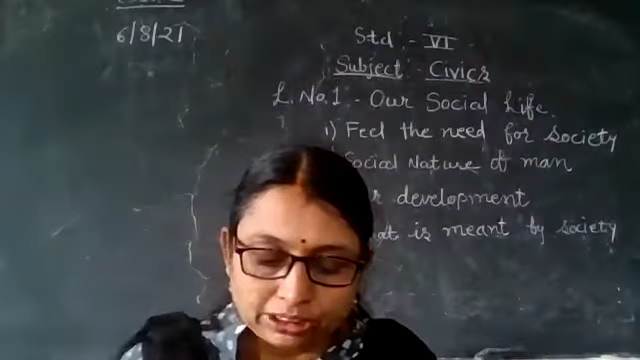 6/8/21
Std :- VI
Subject :- Civics
L. No. 1 :- Our Social Life.
1) Feel the need for society
Social Nature of man
development
is meant by society